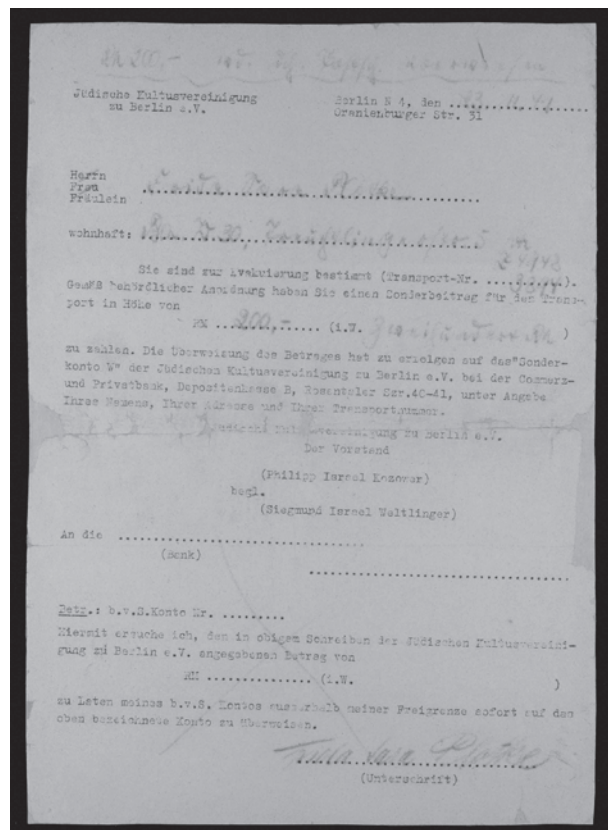 Jüdische Kultusvereinigung
zu Berlin e.V.
Berlin N 4, den
Oranienburger Str. 31
Herrn
Frau
Fräulein
wohnhaft:
Sie sind zur Evakuierung bestimmt (Transport-Nr. ).
Gemäß behördlicher Anordnung haben Sie einen Sonderbeitrag für den Trans-
port in Höhe von
RM ...200,-...... (i.W. )
zu zahlen. Die Überweisung des Betrages hat zu erfolgen auf das"Sonder-
konto W" der Jüdischen Kultusvereinigung zu Berlin e.V. bei der Commerz-
und Privatbank, Depositenkasse B, Rosentaler Str.40-41, unter Angabe
Ihres Namens, Ihrer Adresse und Ihrer Transportnummer.
Jüdische Kultusvereinigung zu Berlin e.V.
Der Vorstand
(Philipp Israel Kozower)
begl.
(Siegmund Israel Weltlinger)
An die ..................................
(Bank)
Betr.: b.v.S.Konto Nr. .........
Hiermit ersuche ich, den in obigem Schreiben der Jüdischen Kultusvereini-
gung zu Berlin e.V. angegebenen Betrag von
RM ............... (i.W. )
zu Lasten meines b.v.S. Kontos ausserhalb meiner Freigrenze sofort auf das
oben bezeichnete Konto zu überweisen.
Sara
(Unterschrift)